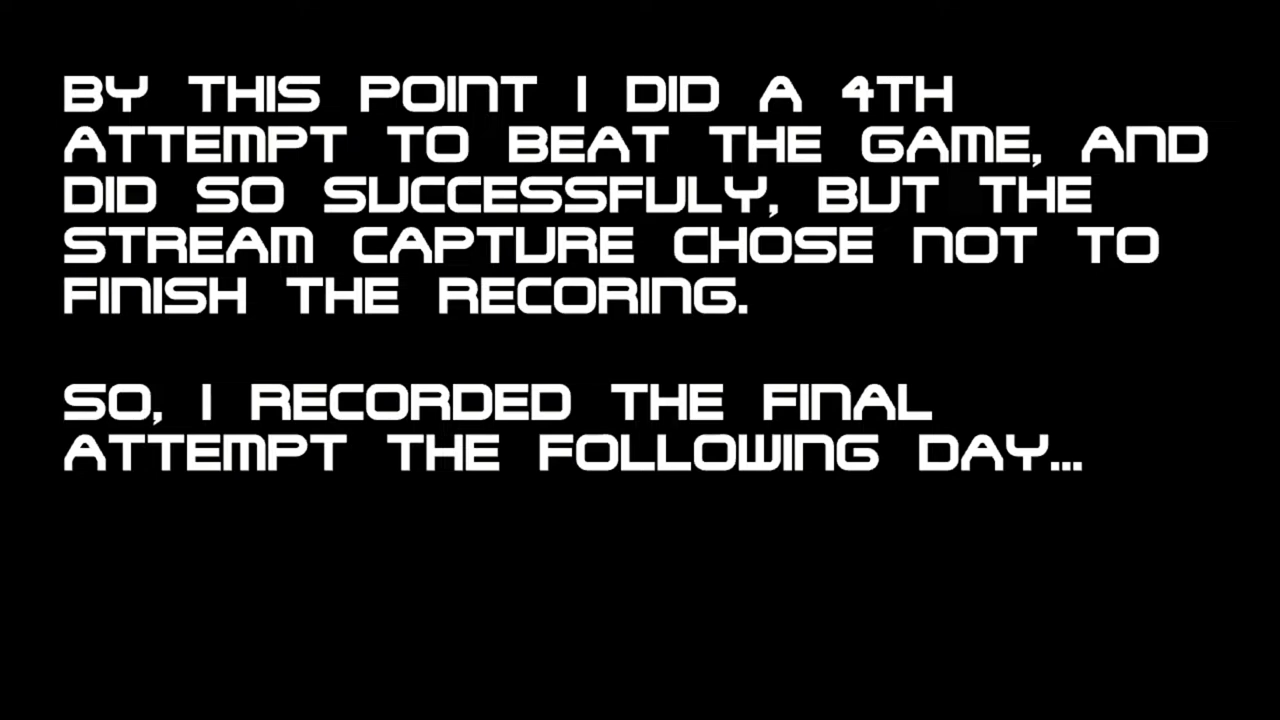 BY THIS POINT I DID A 4TH
ATTEMPT TO BEAT THE GAME, AND
DID SO SUCCESSFULY, BUT THE
STREAM CAPTURE CHOSE NOT TO
FINISH THE RECORING.
SO, I RECORDED THE FINAL
ATTEMPT THE FOLLOWING DAY...